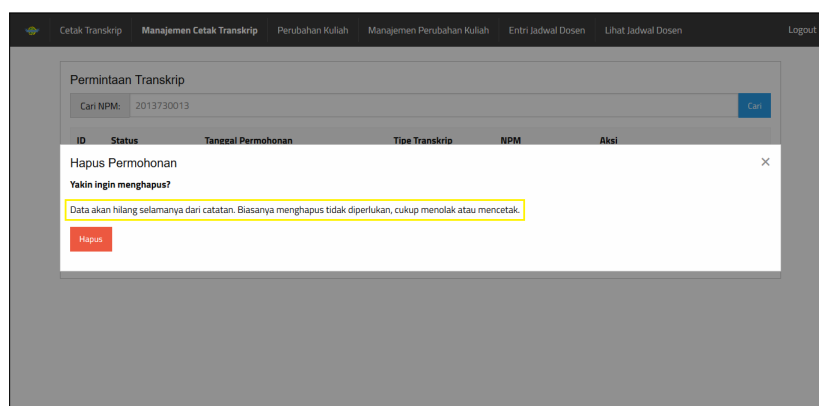 Cetak Transkrip Manajemen Cetak Transkrip Perubahan Kuliah Manajemen Perubahan Kuliah Entri Jadwal Dosen Lihat Jadwal Dosen Logout
Permintaan Transkrip
Cari NPM: 2013730013 Cari
ID Status Tanggal Permohonan Tipe Transkrip NPM Aksi
Hapus Permohonan ×
Yakin ingin menghapus?
Data akan hilang selamanya dari catatan. Biasanya menghapus tidak diperlukan, cukup menolak atau mencetak.
Hapus